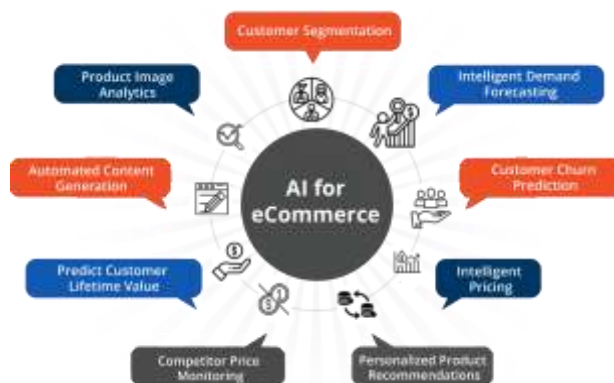 Customer Segmentation
Product Image
Analytics
Intelligent Demand
Forecasting
Automated Content
Generation
AI for
eCommerce
Customer Churn
Prediction
Predict Customer
Lifetime Value
Intelligent
Pricing
Competitor Price
Monitoring
Personalized Product
Recommendations